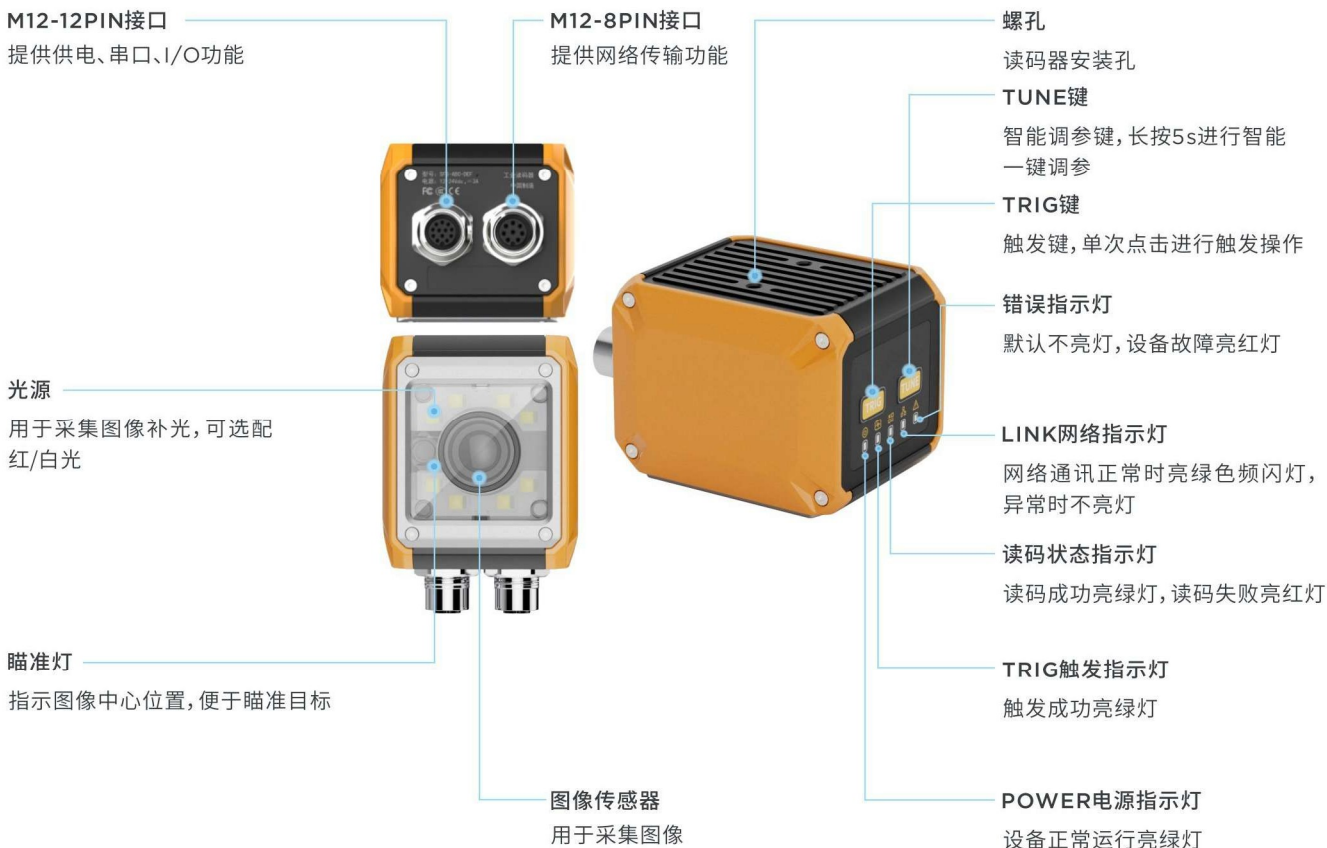 M12-12PIN接口
提供供电、串口、I/O功能
M12-8PIN接口
提供网络传输功能
螺孔
读码器安装孔
TUNE键
智能调参键,长按5s进行智能
一键调参
TRIG键
触发键,单次点击进行触发操作
错误指示灯
默认不亮灯,设备故障亮红灯
LINK网络指示灯
网络通讯正常时亮绿色频闪灯,
异常时不亮灯
读码状态指示灯
读码成功亮绿灯,读码失败亮红灯
TRIG触发指示灯
触发成功亮绿灯
POWER电源指示灯
设备正常运行亮绿灯
光源
用于采集图像补光,可选配
红/白光
瞄准灯
指示图像中心位置,便于瞄准目标
图像传感器
用于采集图像
工业读码器
中国制造
FC CE
TRIG
TUNE